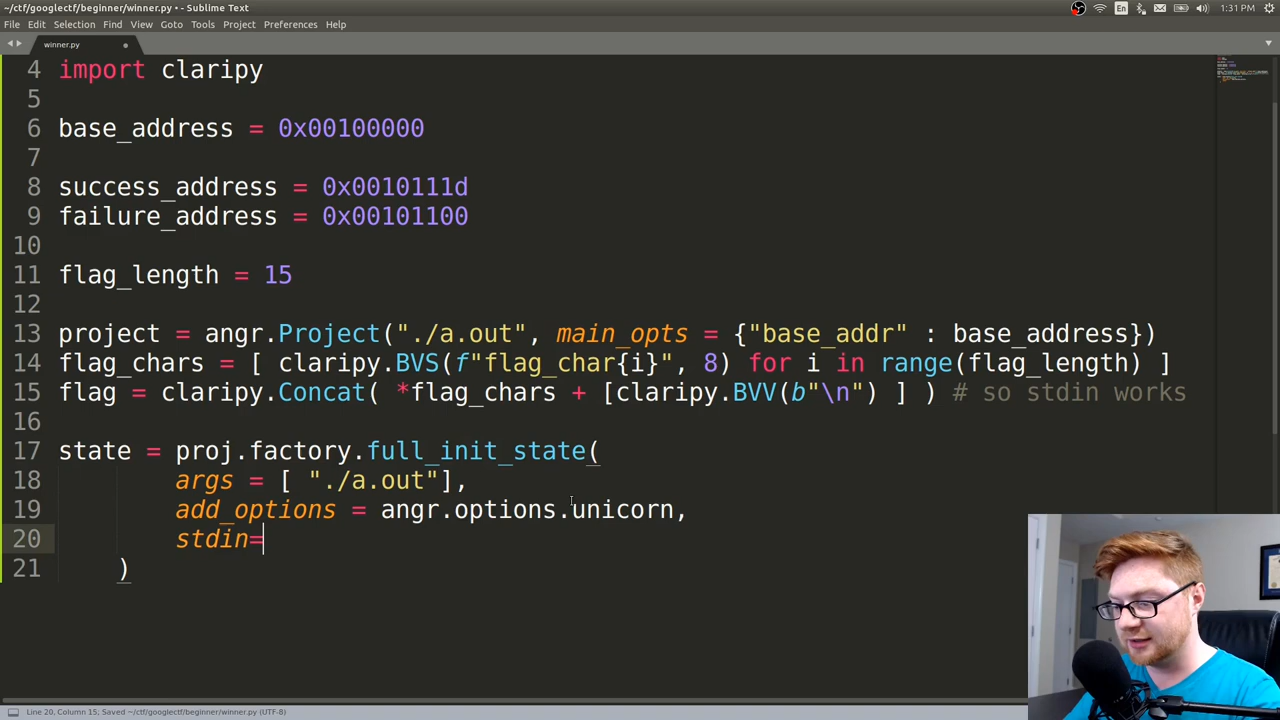 ~/ctf/googlectf/beginner/winner.py • - Sublime Text
En
1:31 PM
File Edit Selection Find View Goto Tools Project Preferences Help
winner.py
4 import claripy
5
6 base_address = 0x00100000
7
8 success_address = 0x0010111d
9 failure_address = 0x00101100
10
11 flag_length = 15
12
13 project = angr.Project("./a.out", main_opts = {"base_addr" : base_address})
14 flag_chars = [ claripy.BVS(f"flag_char{i}", 8) for i in range(flag_length) ]
15 flag = claripy.Concat( *flag_chars + [claripy.BVV(b"\n") ] ) # so stdin works
16
17 state = proj.factory.full_init_state(
18 args = [ "./a.out"],
19 add_options = angr.options.unicorn,
20 stdin=
21 )
Line 20, Column 15; Saved ~/ctf/googlectf/beginner/winner.py (UTF-8)